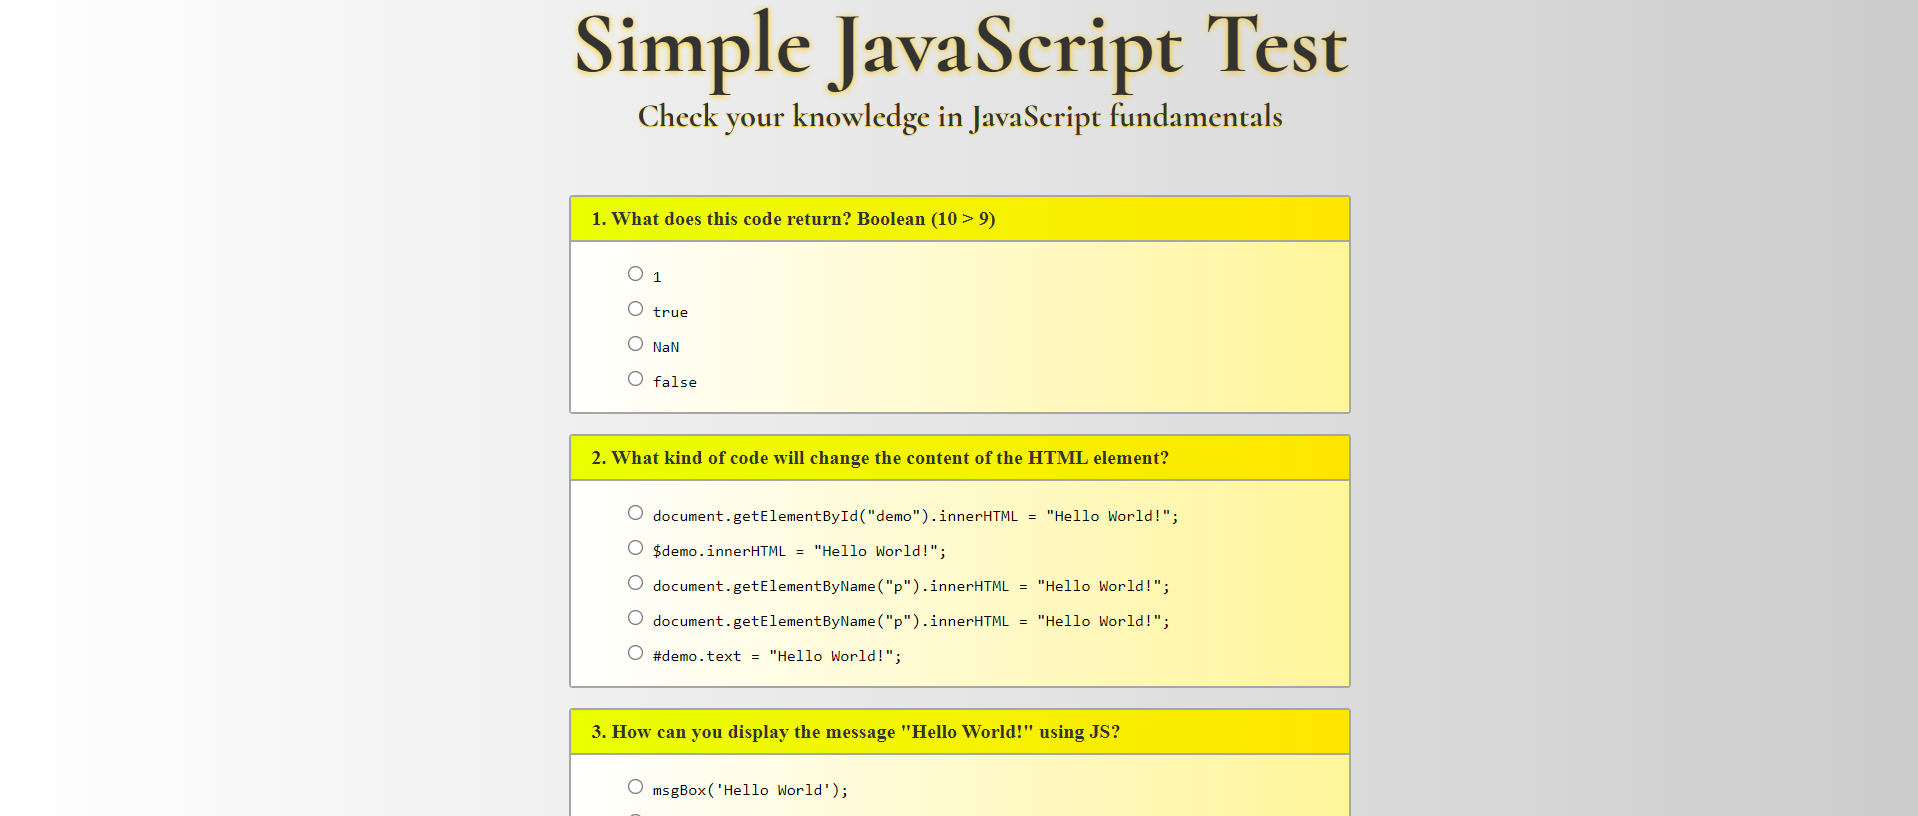 Simple JavaScript Test
Check your knowledge in JavaScript fundamentals
1. What does this code return? Boolean (10 > 9)
1
true
NaN
false
2. What kind of code will change the content of the HTML element?
document.getElementById("demo").innerHTML = "Hello World!";
$demo.innerHTML = "Hello World!";
document.getElementByName("p").innerHTML = "Hello World!";
document.getElementByName("p").innerHTML = "Hello World!";
#demo.text = "Hello World!";
3. How can you display the message "Hello World!" using JS?
msgBox('Hello World');